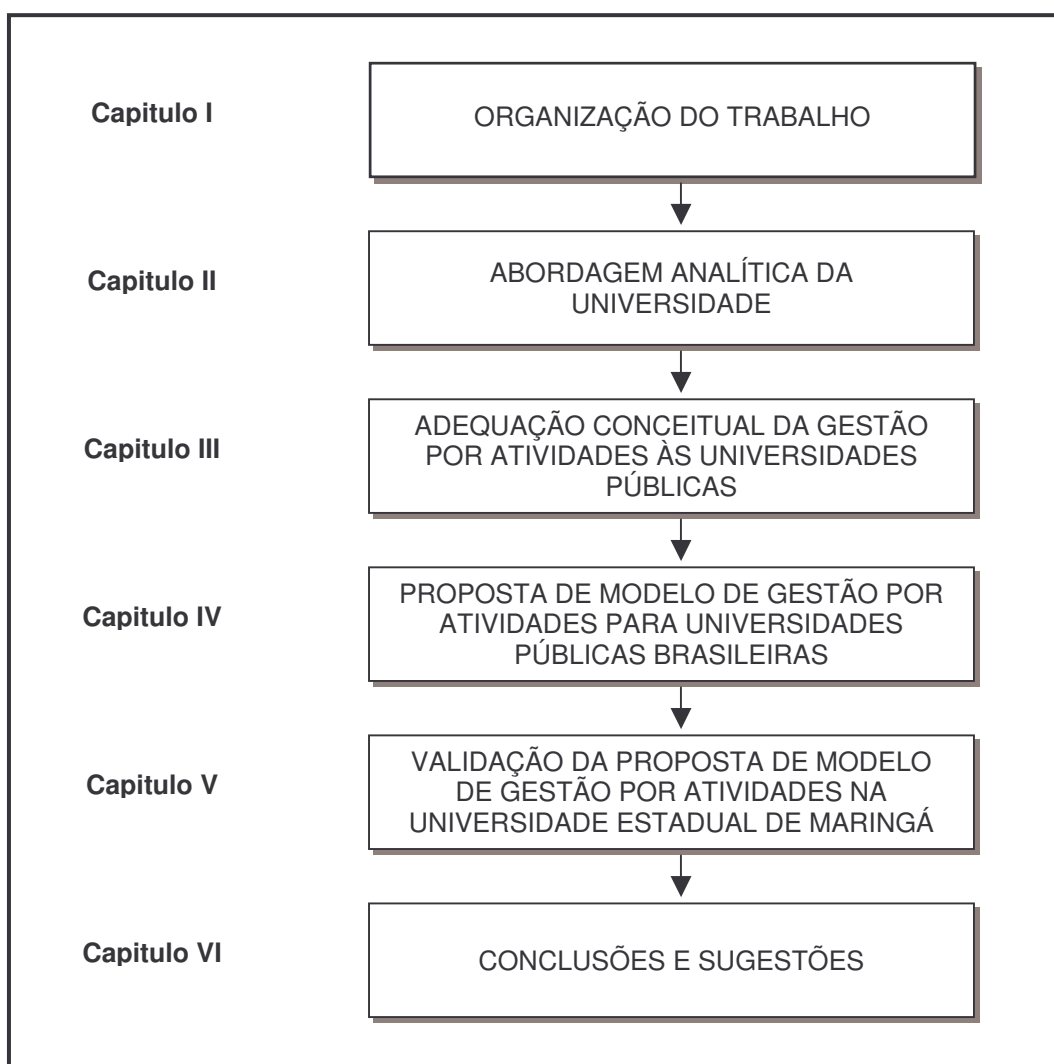 Capitulo I
ORGANIZAÇÃO DO TRABALHO
Capitulo II
ABORDAGEM ANALÍTICA DA
UNIVERSIDADE
Capitulo III
ADEQUAÇÃO CONCEITUAL DA GESTÃO
POR ATIVIDADES ÀS UNIVERSIDADES
PÚBLICAS
Capitulo IV
PROPOSTA DE MODELO DE GESTÃO POR
ATIVIDADES PARA UNIVERSIDADES
PÚBLICAS BRASILEIRAS
Capitulo V
VALIDAÇÃO DA PROPOSTA DE MODELO
DE GESTÃO POR ATIVIDADES NA
UNIVERSIDADE ESTADUAL DE MARINGÁ
Capitulo VI
CONCLUSÕES E SUGESTÕES